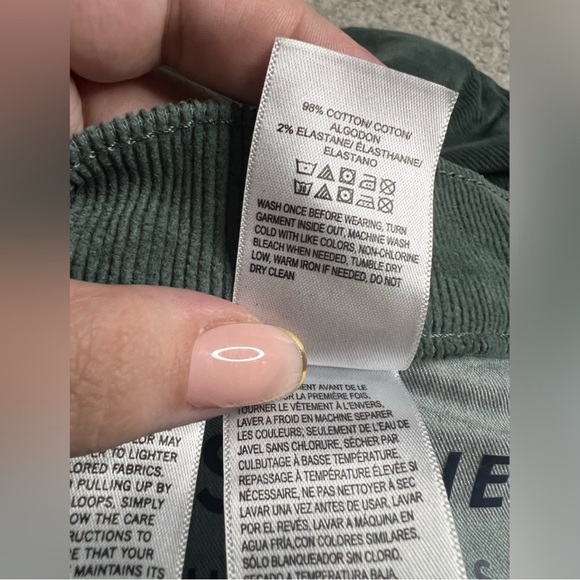 98% COTTON/ COTON/
ALGODON
2% ELASTANE/ ÉLASTHANNE/
ELASTANO
WASH ONCE BEFORE WEARING, TURN
GARMENT INSIDE OUT, MACHINE WASH
COLD WITH LIKE COLORS, NON-CHLORINE
BLEACH WHEN NEEDED, TUMBLE DRY
LOW, WARM IRON IF NEEDED, DO NOT
DRY CLEAN
AVANT DE LE
LA PREMIÈRE FOIS,
TOURNER LE VÊTEMENT À L'ENVERS,
LAVER A FROID EN MACHINE SEPARER
LES COULEURS, SEULEMENT DE L'EAU DE
JAVEL SANS CHLORURE, SÉCHER PAR
CULBUTAGE À BASSE TEMPÉRATURE,
REPASSAGE À TEMPÉRATURE ÉLEVÉE SI
NÉCESSAIRE, NE PAS NETTOYER À SEC
LAVAR UNA VEZ ANTES DE USAR, LAVAR
POR EL REVÉS, LAVAR A MÁQUINA EN
AGUA FRÍA CON COLORES SIMILARES,
SÓLO BLANQUEADOR SIN CLORO,
SECADO A TEMPERATURA BAJA,
MAY
TO LIGHTER
FABRICS.
PULLING UP BY
LOOPS, SIMPLY
THE CARE
THAT YOUR
MAINTAINS ITS